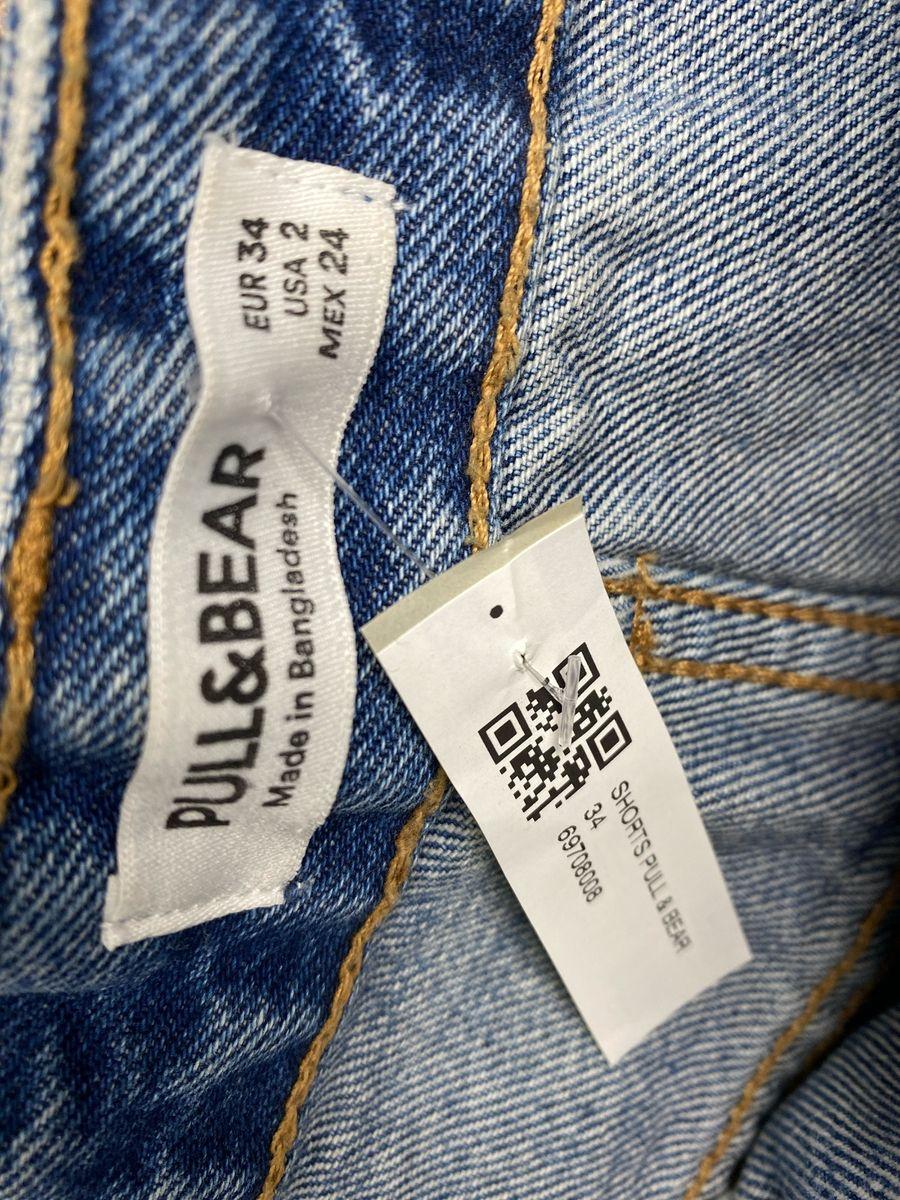 EUR 34
USA 2
MEX 24
PULL&BEAR
Made in Bangladesh
SHORTS PULL & BEAR
34
69708008